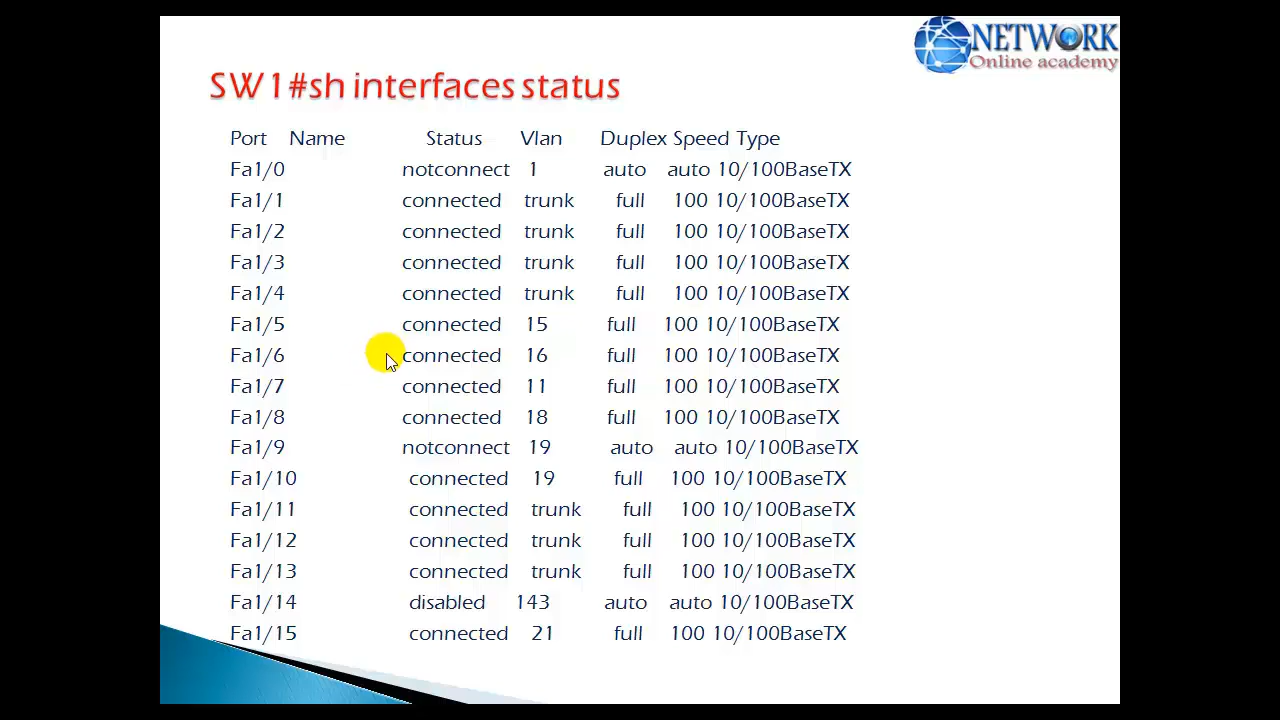 NETWORK
Online academy
SW1#sh interfaces status
Port Name Status Vlan Duplex Speed Type
Fa1/0 notconnect 1 auto auto 10/100BaseTX
Fa1/1 connected trunk full 100 10/100BaseTX
Fa1/2 connected trunk full 100 10/100BaseTX
Fa1/3 connected trunk full 100 10/100BaseTX
Fa1/4 connected trunk full 100 10/100BaseTX
Fa1/5 connected 15 full 100 10/100BaseTX
Fa1/6 connected 16 full 100 10/100BaseTX
Fa1/7 connected 11 full 100 10/100BaseTX
Fa1/8 connected 18 full 100 10/100BaseTX
Fa1/9 notconnect 19 auto auto 10/100BaseTX
Fa1/10 connected 19 full 100 10/100BaseTX
Fa1/11 connected trunk full 100 10/100BaseTX
Fa1/12 connected trunk full 100 10/100BaseTX
Fa1/13 connected trunk full 100 10/100BaseTX
Fa1/14 disabled 143 auto auto 10/100BaseTX
Fa1/15 connected 21 full 100 10/100BaseTX